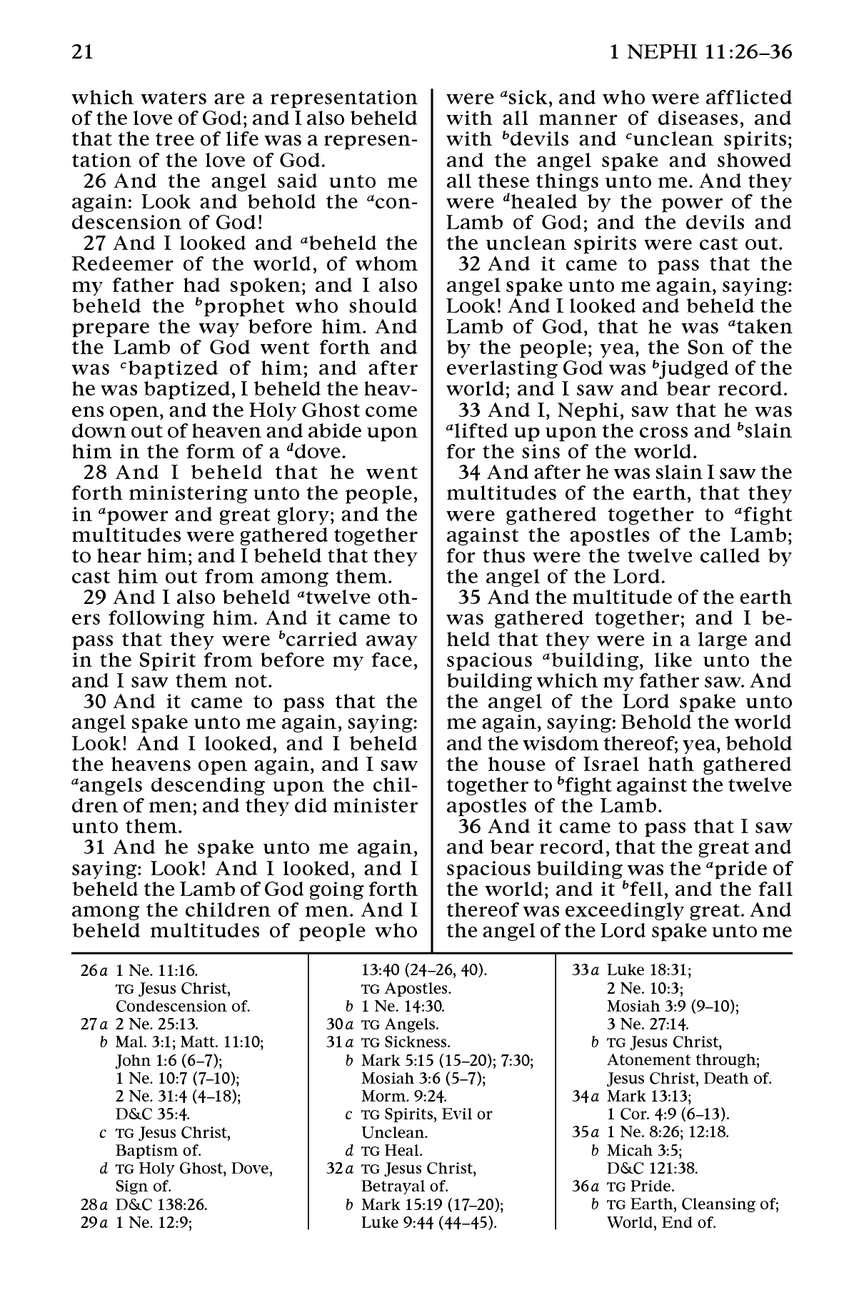 21
1 NEPHI 11:26–36
which waters are a representation
of the love of God; and I also beheld
that the tree of life was a represen-
tation of the love of God.
26 And the angel said unto me
again: Look and behold the acon-
descension of God!
27 And I looked and abeheld the
Redeemer of the world, of whom
my father had spoken; and I also
beheld the bprophet who should
prepare the way before him. And
the Lamb of God went forth and
was cbaptized of him; and after
he was baptized, I beheld the heav-
ens open, and the Holy Ghost come
down out of heaven and abide upon
him in the form of a ddove.
28 And I beheld that he went
forth ministering unto the people,
in apower and great glory; and the
multitudes were gathered together
to hear him; and I beheld that they
cast him out from among them.
29 And I also beheld atwelve oth-
ers following him. And it came to
pass that they were bcarried away
in the Spirit from before my face,
and I saw them not.
30 And it came to pass that the
angel spake unto me again, saying:
Look! And I looked, and I beheld
the heavens open again, and I saw
aangels descending upon the chil-
dren of men; and they did minister
unto them.
31 And he spake unto me again,
saying: Look! And I looked, and I
beheld the Lamb of God going forth
among the children of men. And I
beheld multitudes of people who
were asick, and who were afflicted
with all manner of diseases, and
with bdevils and cunclean spirits;
and the angel spake and showed
all these things unto me. And they
were dhealed by the power of the
Lamb of God; and the devils and
the unclean spirits were cast out.
32 And it came to pass that the
angel spake unto me again, saying:
Look! And I looked and beheld the
Lamb of God, that he was ataken
by the people; yea, the Son of the
everlasting God was bjudged of the
world; and I saw and bear record.
33 And I, Nephi, saw that he was
alifted up upon the cross and bslain
for the sins of the world.
34 And after he was slain I saw the
multitudes of the earth, that they
were gathered together to afight
against the apostles of the Lamb;
for thus were the twelve called by
the angel of the Lord.
35 And the multitude of the earth
was gathered together; and I be-
held that they were in a large and
spacious abuilding, like unto the
building which my father saw. And
the angel of the Lord spake unto
me again, saying: Behold the world
and the wisdom thereof; yea, behold
the house of Israel hath gathered
together to bfight against the twelve
apostles of the Lamb.
36 And it came to pass that I saw
and bear record, that the great and
spacious building was the apride of
the world; and it bfell, and the fall
thereof was exceedingly great. And
the angel of the Lord spake unto me
26a 1 Ne. 11:16.
TG Jesus Christ,
Condescension of.
27a 2 Ne. 25:13.
b Mal. 3:1; Matt. 11:10;
John 1:6 (6–7);
1 Ne. 10:7 (7–10);
2 Ne. 31:4 (4–18);
D&C 35:4.
c TG Jesus Christ,
Baptism of.
d TG Holy Ghost, Dove,
Sign of.
28a D&C 138:26.
29a 1 Ne. 12:9;
13:40 (24–26, 40).
TG Apostles.
b 1 Ne. 14:30.
30a TG Angels.
31a TG Sickness.
b Mark 5:15 (15–20); 7:30;
Mosiah 3:6 (5–7);
Morm. 9:24.
c TG Spirits, Evil or
Unclean.
d TG Heal.
32a TG Jesus Christ,
Betrayal of.
b Mark 15:19 (17–20);
Luke 9:44 (44–45).
33a Luke 18:31;
2 Ne. 10:3;
Mosiah 3:9 (9–10);
3 Ne. 27:14.
b TG Jesus Christ,
Atonement through;
Jesus Christ, Death of.
34a Mark 13:13;
1 Cor. 4:9 (6–13).
35a 1 Ne. 8:26; 12:18.
b Micah 3:5;
D&C 121:38.
36a TG Pride.
b TG Earth, Cleansing of;
World, End of.